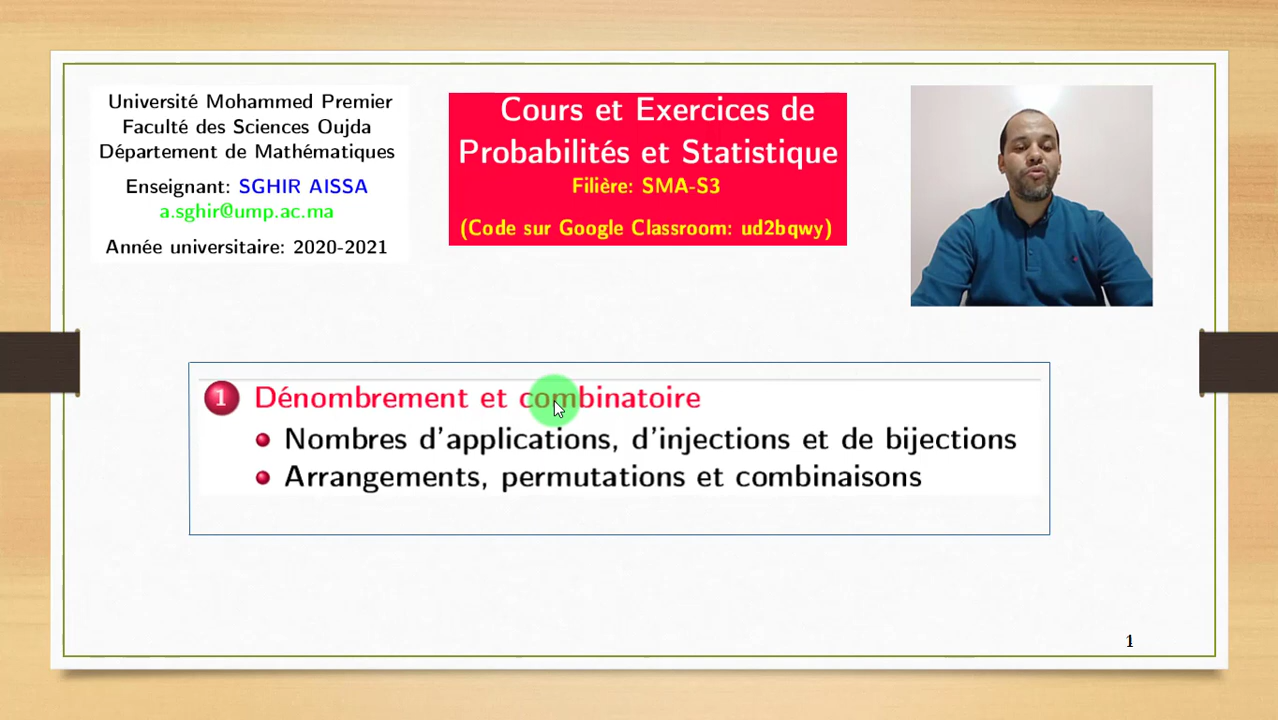 Université Mohammed Premier
Faculté des Sciences Oujda
Département de Mathématiques
Enseignant: SGHIR AISSA
a.sghir@ump.ac.ma
Année universitaire: 2020-2021
Cours et Exercices de
Probabilités et Statistique
Filière: SMA-S3
(Code sur Google Classroom: ud2bqwy)
1 Dénombrement et combinatoire
Nombres d'applications, d'injections et de bijections
Arrangements, permutations et combinaisons
1